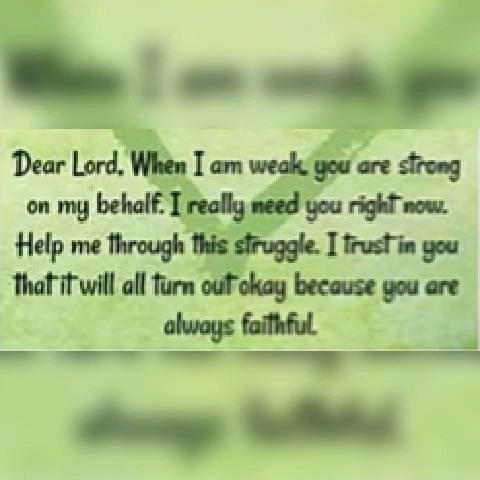 Dear Lord, When I am weak, you are strong
on my behalf. I really need you right now.
Help me through this struggle. I trust in you
that it will all turn out okay because you are
always faithful.